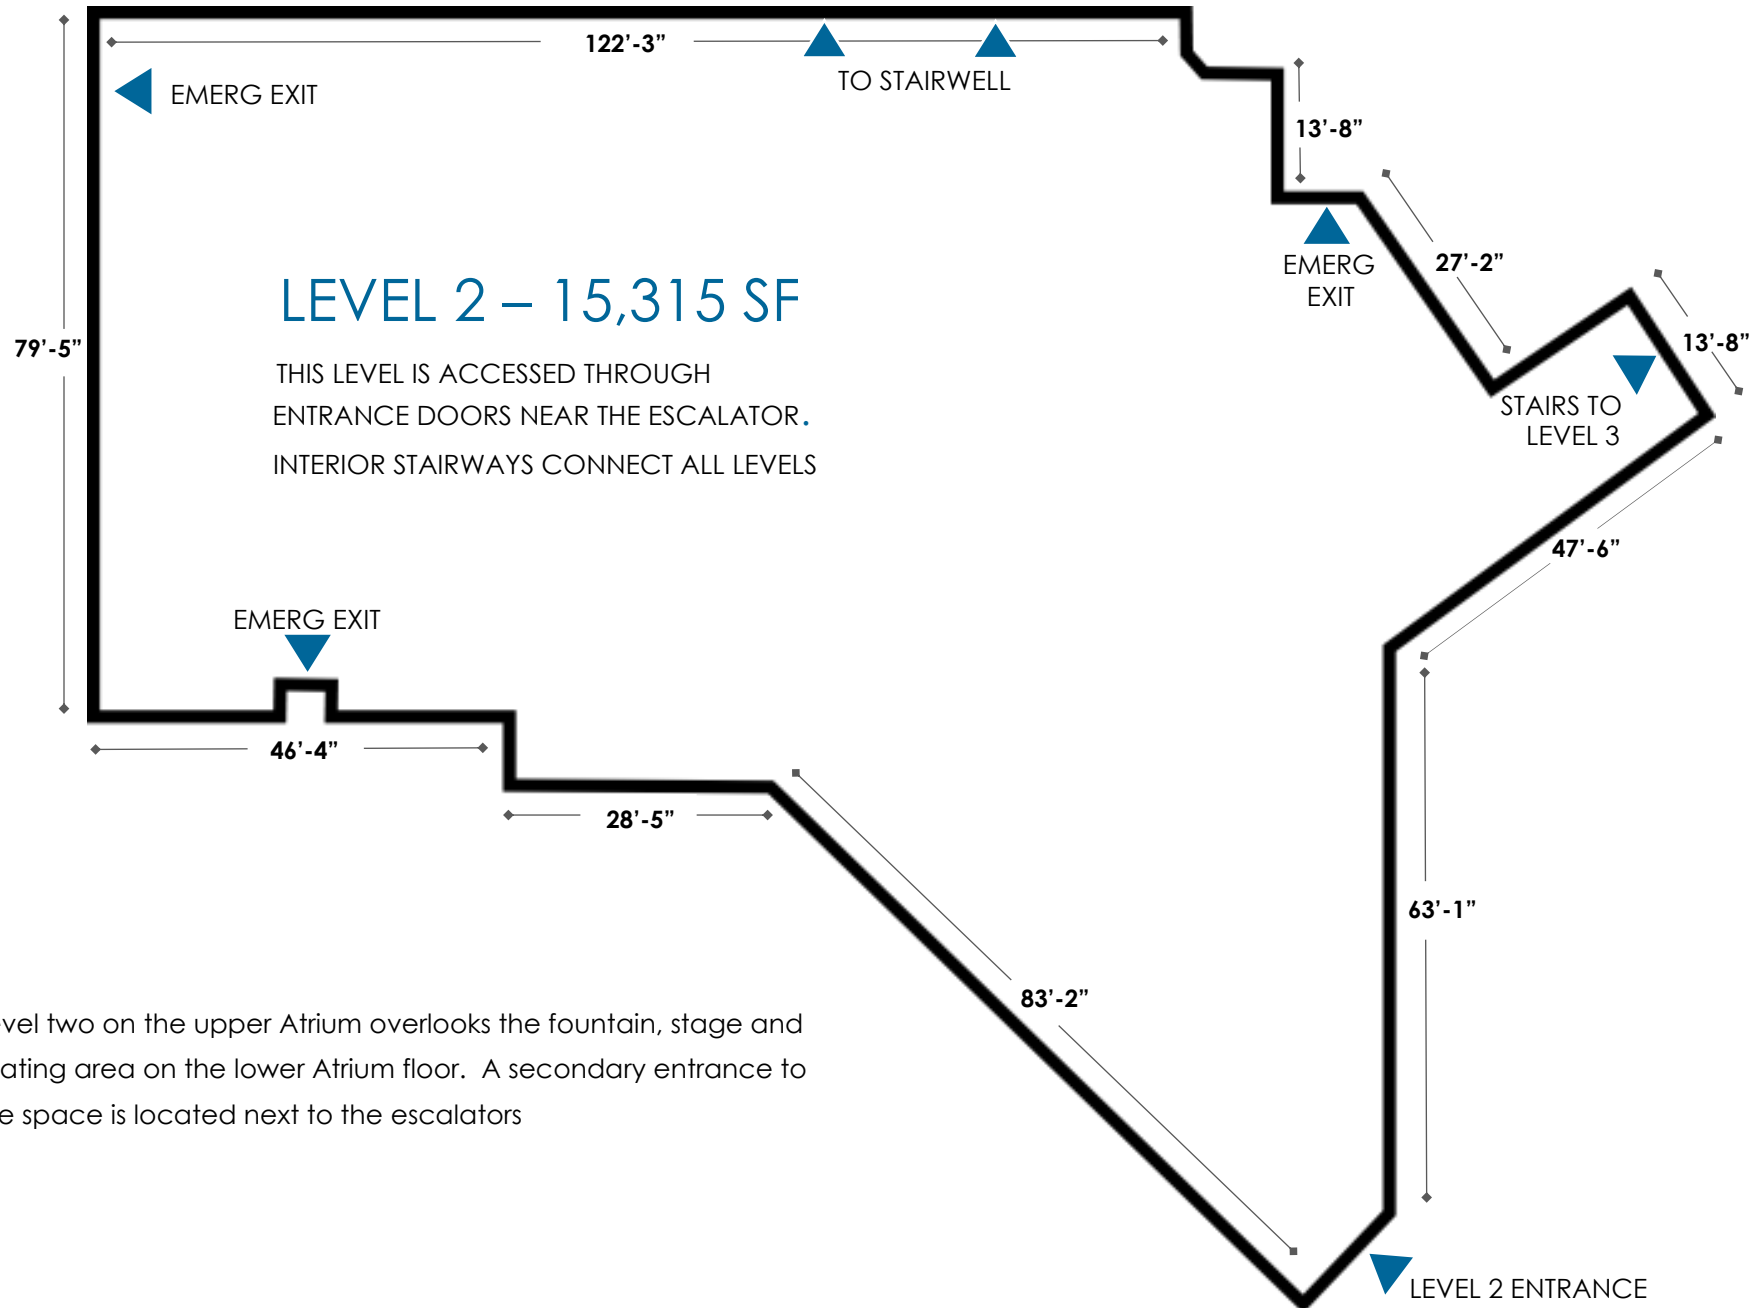 122’-3”
TO STAIRWELL
EMERG EXIT
13’-8”
27’-2”
EMERG
EXIT
13’-8”
STAIRS TO
LEVEL 3
79’-5”
LEVEL 2 – 15,315 SF
THIS LEVEL IS ACCESSED THROUGH
ENTRANCE DOORS NEAR THE ESCALATOR.
INTERIOR STAIRWAYS CONNECT ALL LEVELS
47’-6”
EMERG EXIT
46’-4”
28’-5”
63’-1”
83’-2”
evel two on the upper Atrium overlooks the fountain, stage and
ating area on the lower Atrium floor. A secondary entrance to
e space is located next to the escalators
LEVEL 2 ENTRANCE